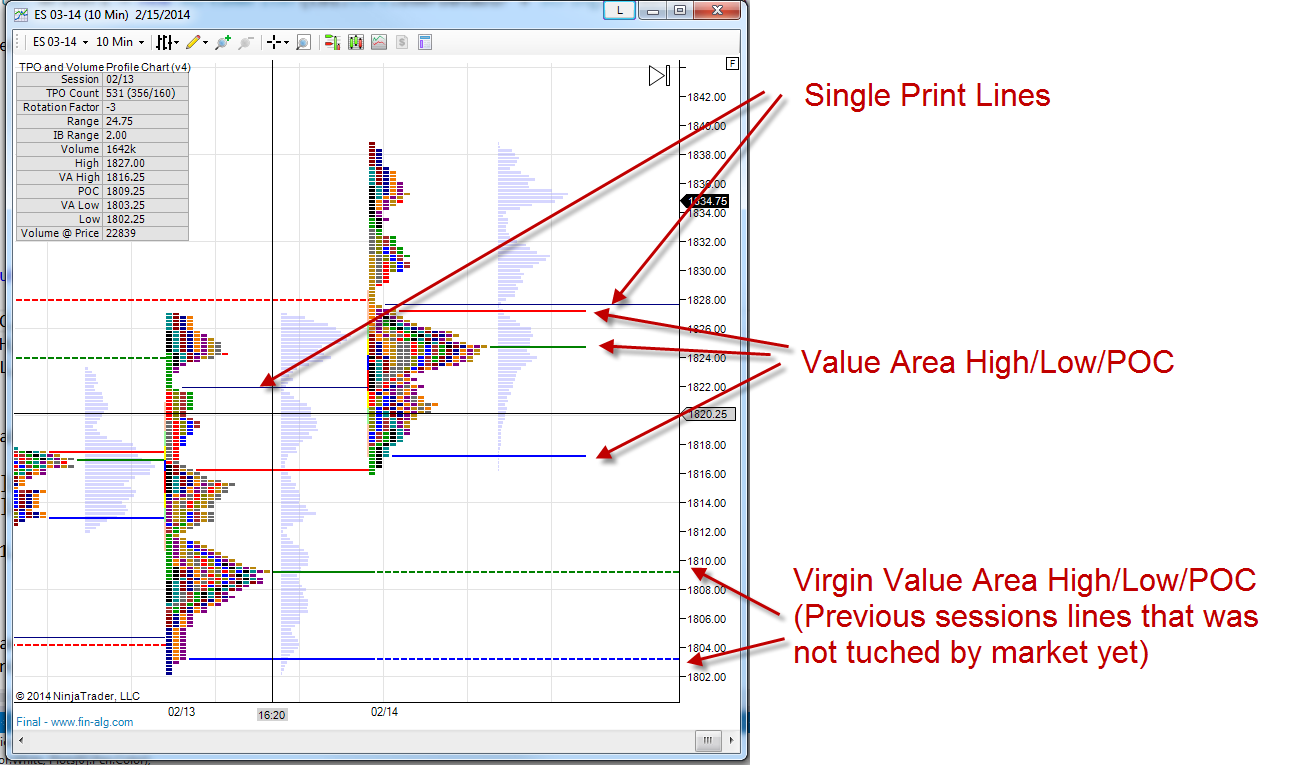 ES 03-14 (10 Min)  2/15/2014
L
ES 03-14
10 Min
F
TPO and Volume Profile Chart (v4)
Session 02/13
TPO Count 531 (356/160)
Rotation Factor -3
Range 24.75
IB Range 2.00
Volume 1642k
High 1827.00
VA High 1816.25
POC 1809.25
VA Low 1803.25
Low 1802.25
Volume @ Price 22839
1842.00
1840.00
1838.00
1836.00
1834.75
1834.00
1832.00
1830.00
1828.00
1826.00
1824.00
1822.00
1820.25
1818.00
1816.00
1814.00
1812.00
1810.00
1808.00
1806.00
1804.00
1802.00
Single Print Lines
Value Area High/Low/POC
Virgin Value Area High/Low/POC
(Previous sessions lines that was
not tuched by market yet)
© 2014 NinjaTrader, LLC
02/13
16:20
02/14
Final - www.fin-alg.com